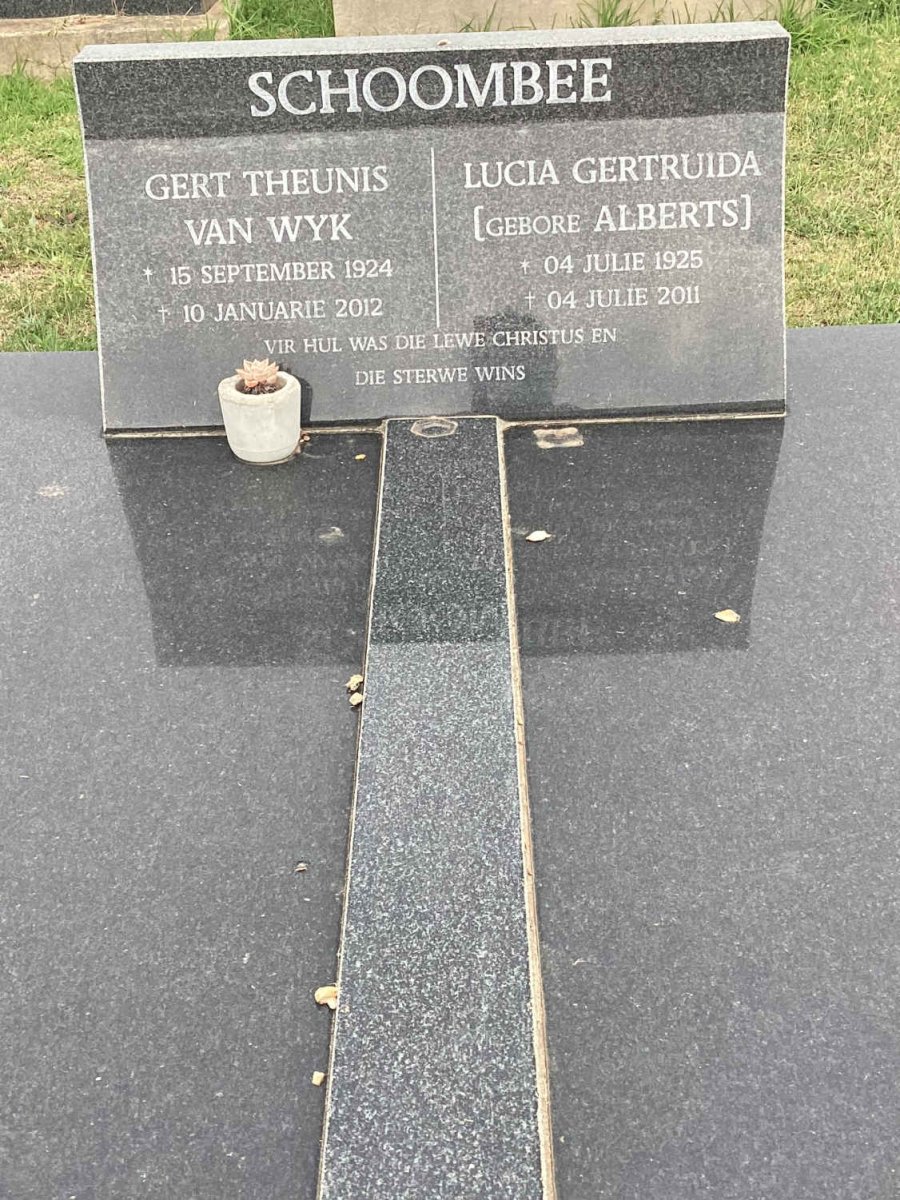 SCHOOMBEE
GERT THEUNIS
VAN WYK
* 15 SEPTEMBER 1924
† 10 JANUARIE 2012
LUCIA GERTRUIDA
[GEBORE ALBERTS]
* 04 JULIE 1925
† 04 JULIE 2011
VIR HUL WAS DIE LEWE CHRISTUS EN
DIE STERWE WINS